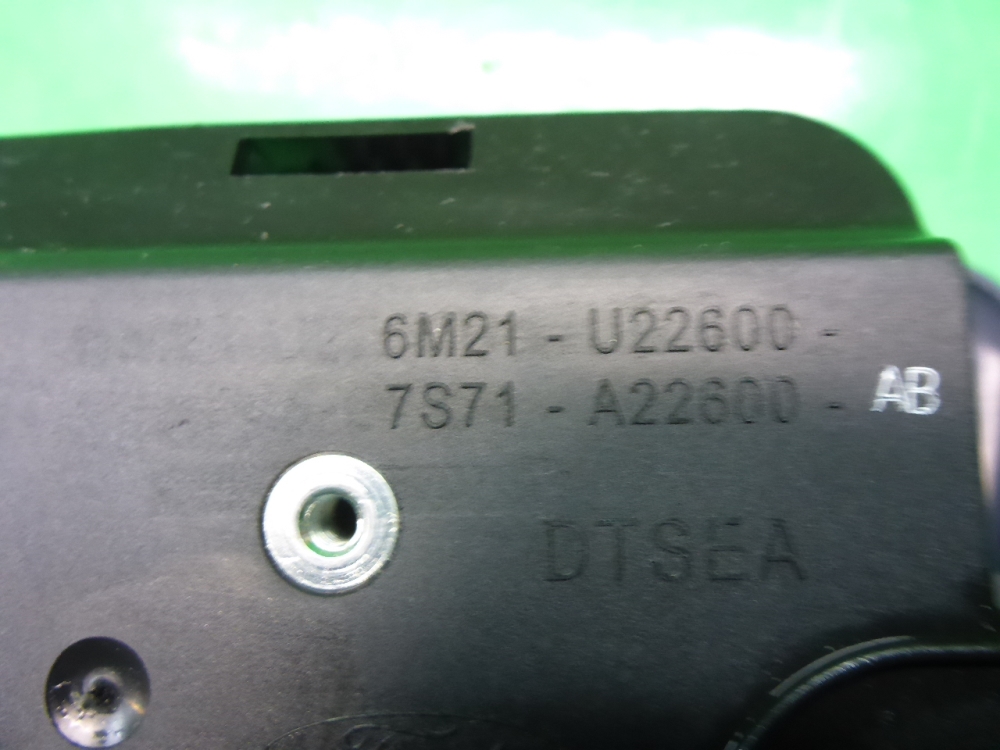 6M21 - U22600 -
7S71 - A22600 - AB
DTSEA